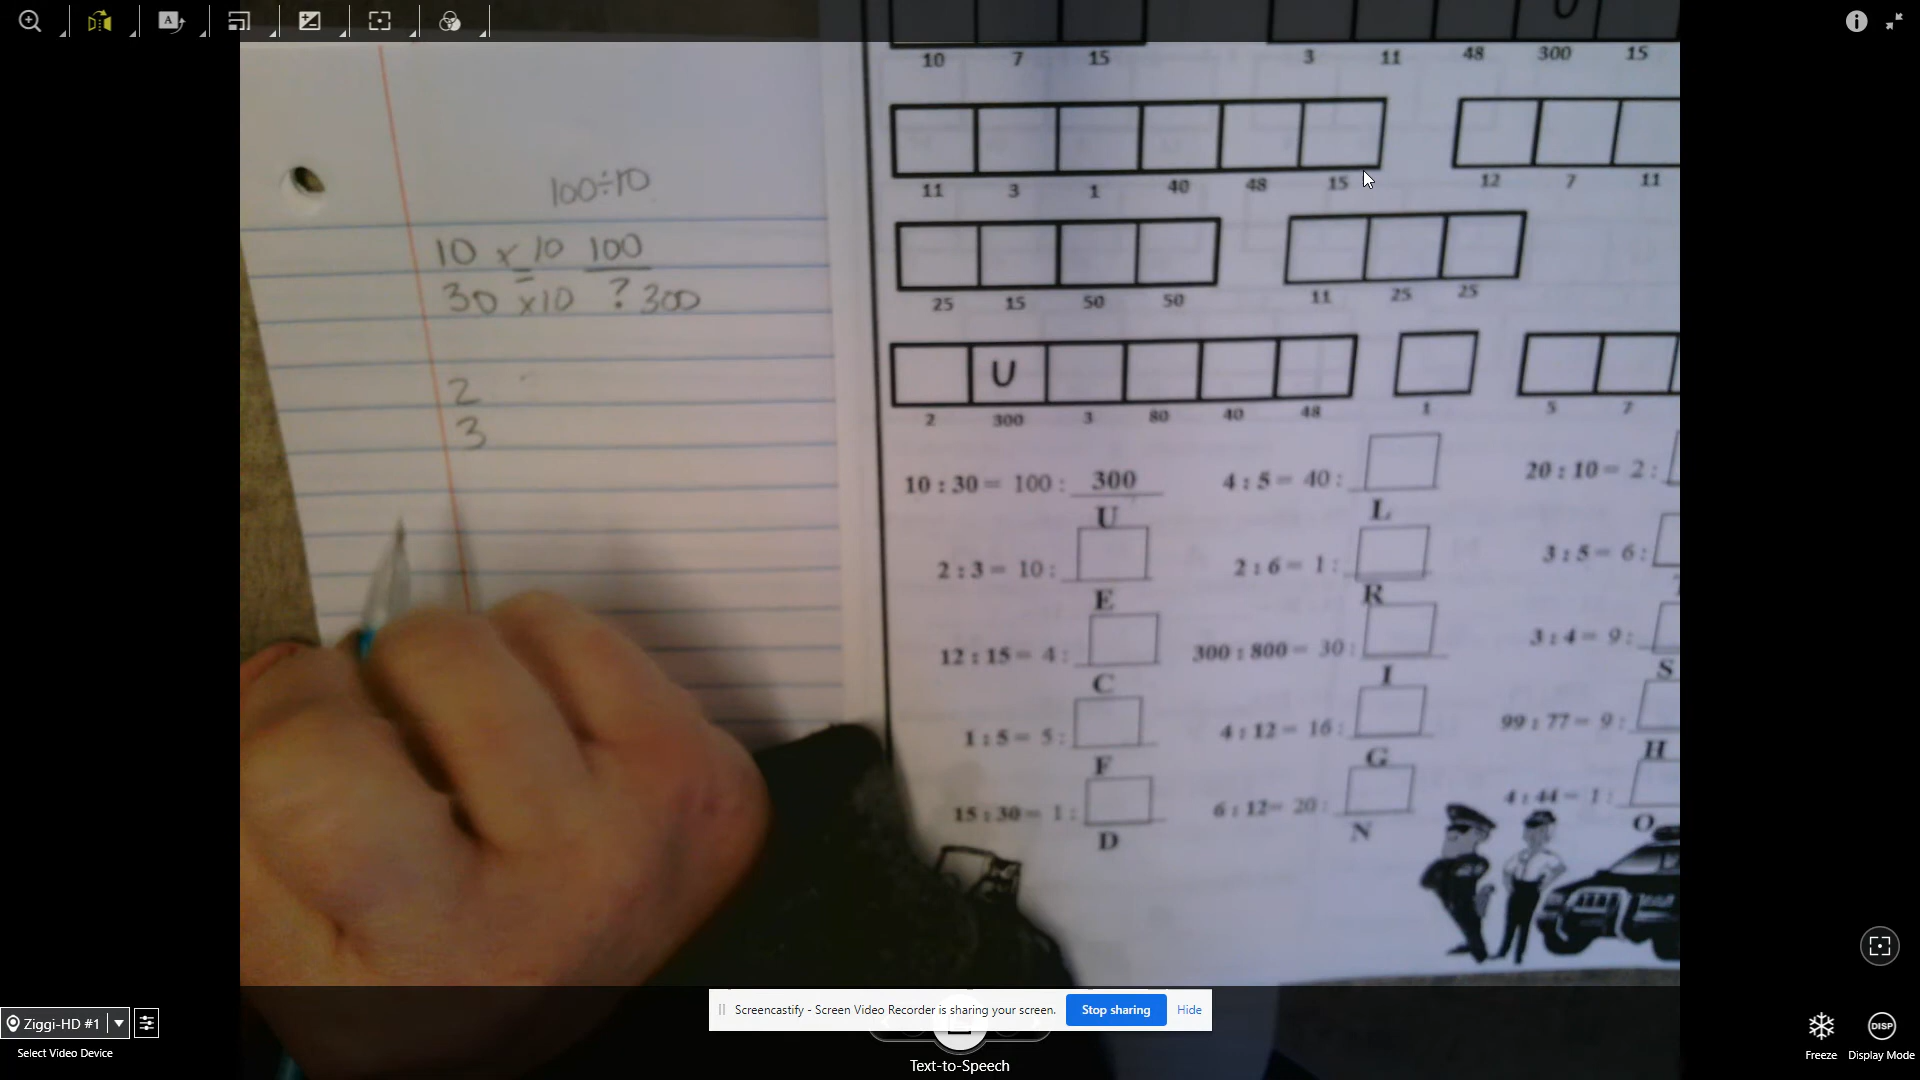 10 7 15 3 11 48 300 15
11 3 1 40 48 15 12 7 11
25 15 50 50 11 25 25
U
2 300 3 80 40 48 1 5 7
100÷10
10 x 10 100
=
30 x10 ? 300
2
3
10 : 30 = 100 : 300 4 : 5 = 40 : 20 : 10 = 2 :
U L
2 : 3 = 10 : 2 : 6 = 1 : 3 : 5 = 6 :
E R
12 : 15 = 4 : 300 : 800 = 30 : 3 : 4 = 9 :
C I S
1 : 5 = 5 : 4 : 12 = 16 : 99 : 77 = 9 :
F G H
15 : 30 = 1 : 6 : 12 = 20 : 4 : 44 = 1 :
D N O
Screencastify - Screen Video Recorder is sharing your screen. Stop sharing Hide
Ziggi-HD #1
Select Video Device
Text-to-Speech
DISP
Freeze Display Mode